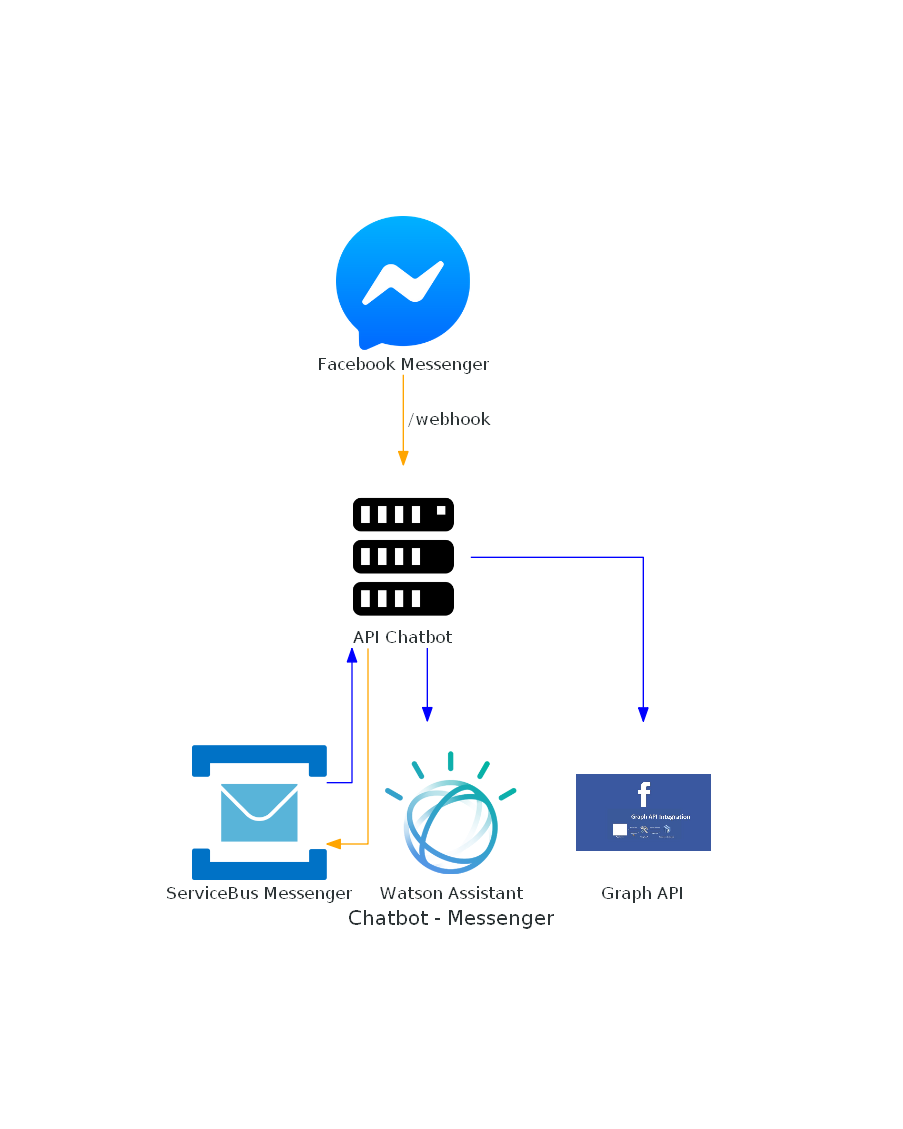 Facebook Messenger
/webhook
API Chatbot
Graph API Integration
ServiceBus Messenger
Watson Assistant
Graph API
Chatbot - Messenger